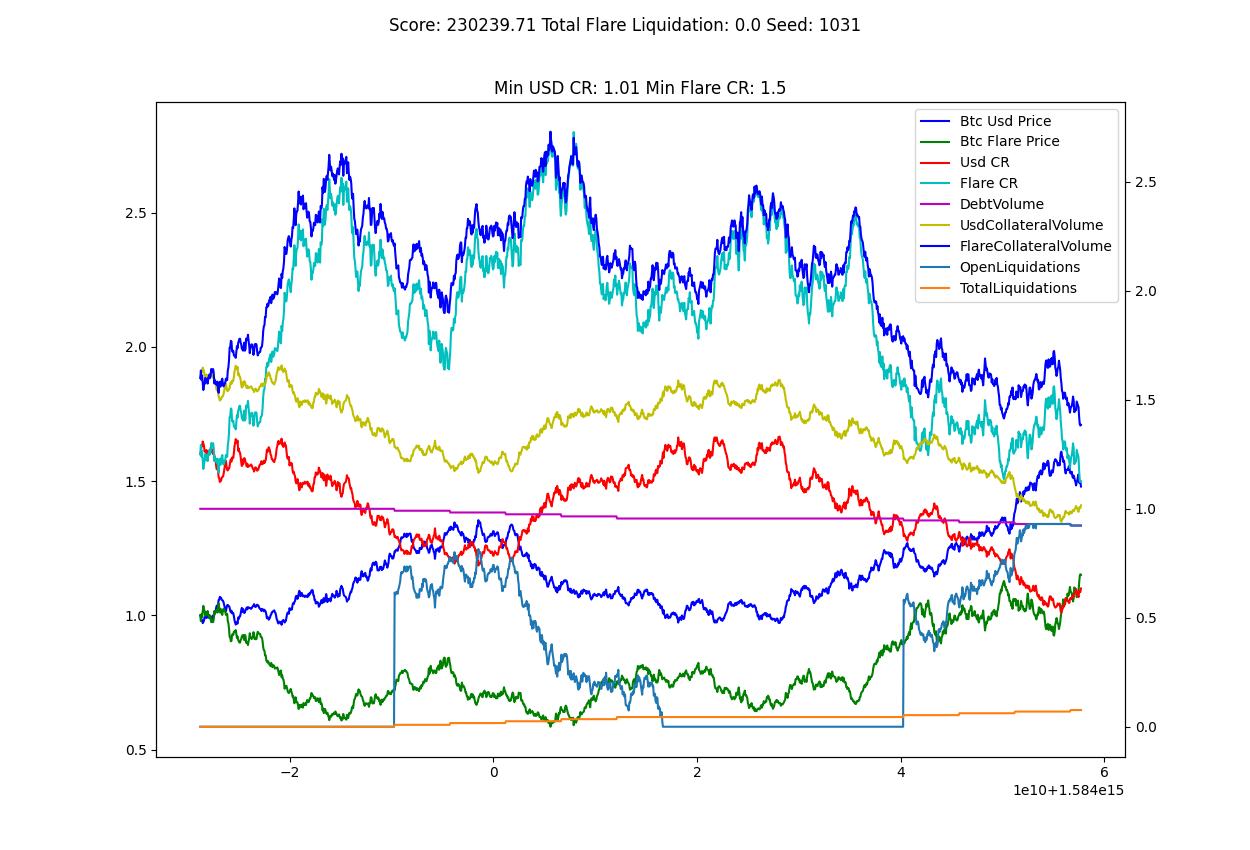 Score: 230239.71 Total Flare Liquidation: 0.0 Seed: 1031
Min USD CR: 1.01 Min Flare CR: 1.5
Btc Usd Price
Btc Flare Price
Usd CR
Flare CR
DebtVolume
UsdCollateralVolume
FlareCollateralVolume
OpenLiquidations
TotalLiquidations
2.5
2.0
1.5
1.0
0.5
2.5
2.0
1.5
1.0
0.5
0.0
−2 0 2 4 6
1e10+1.584e15